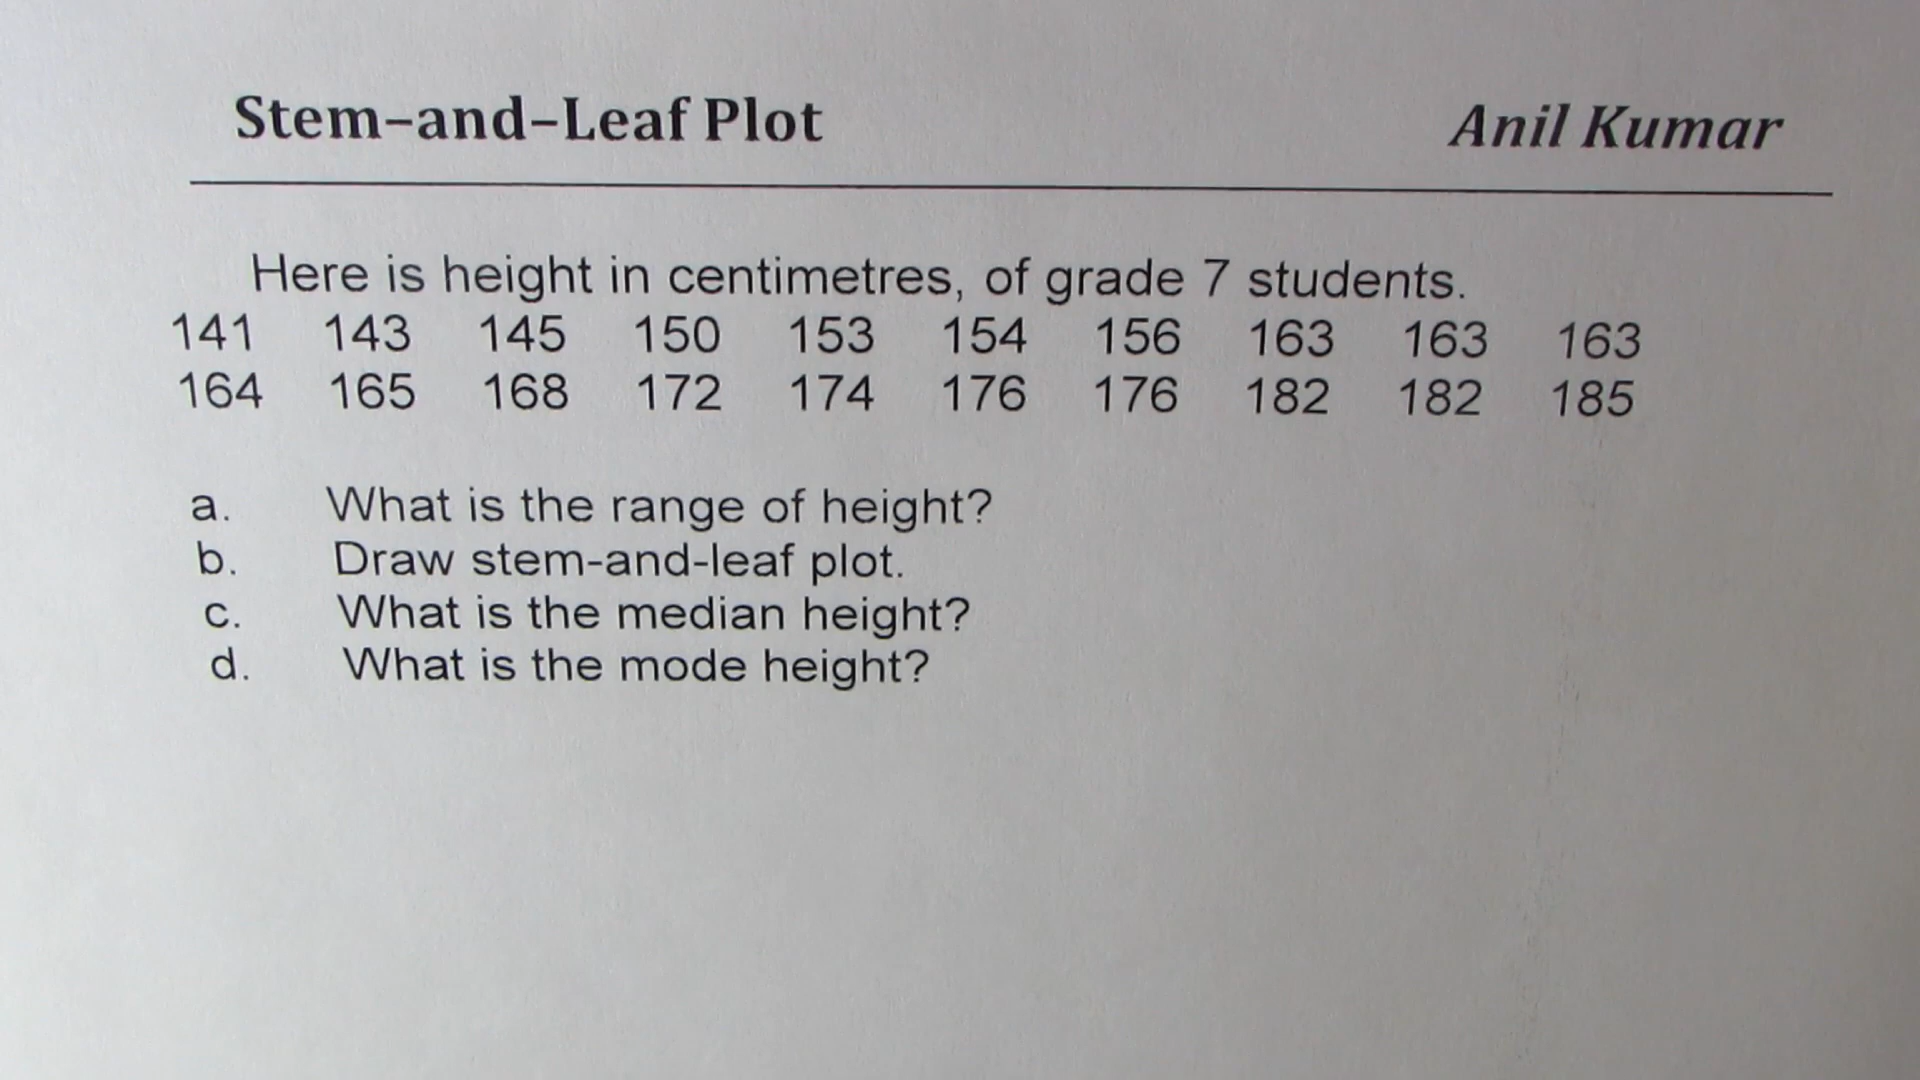 Stem-and-Leaf Plot Anil Kumar
Here is height in centimetres, of grade 7 students.
141 143 145 150 153 154 156 163 163 163
164 165 168 172 174 176 176 182 182 185
a. What is the range of height?
b. Draw stem-and-leaf plot.
c. What is the median height?
d. What is the mode height?